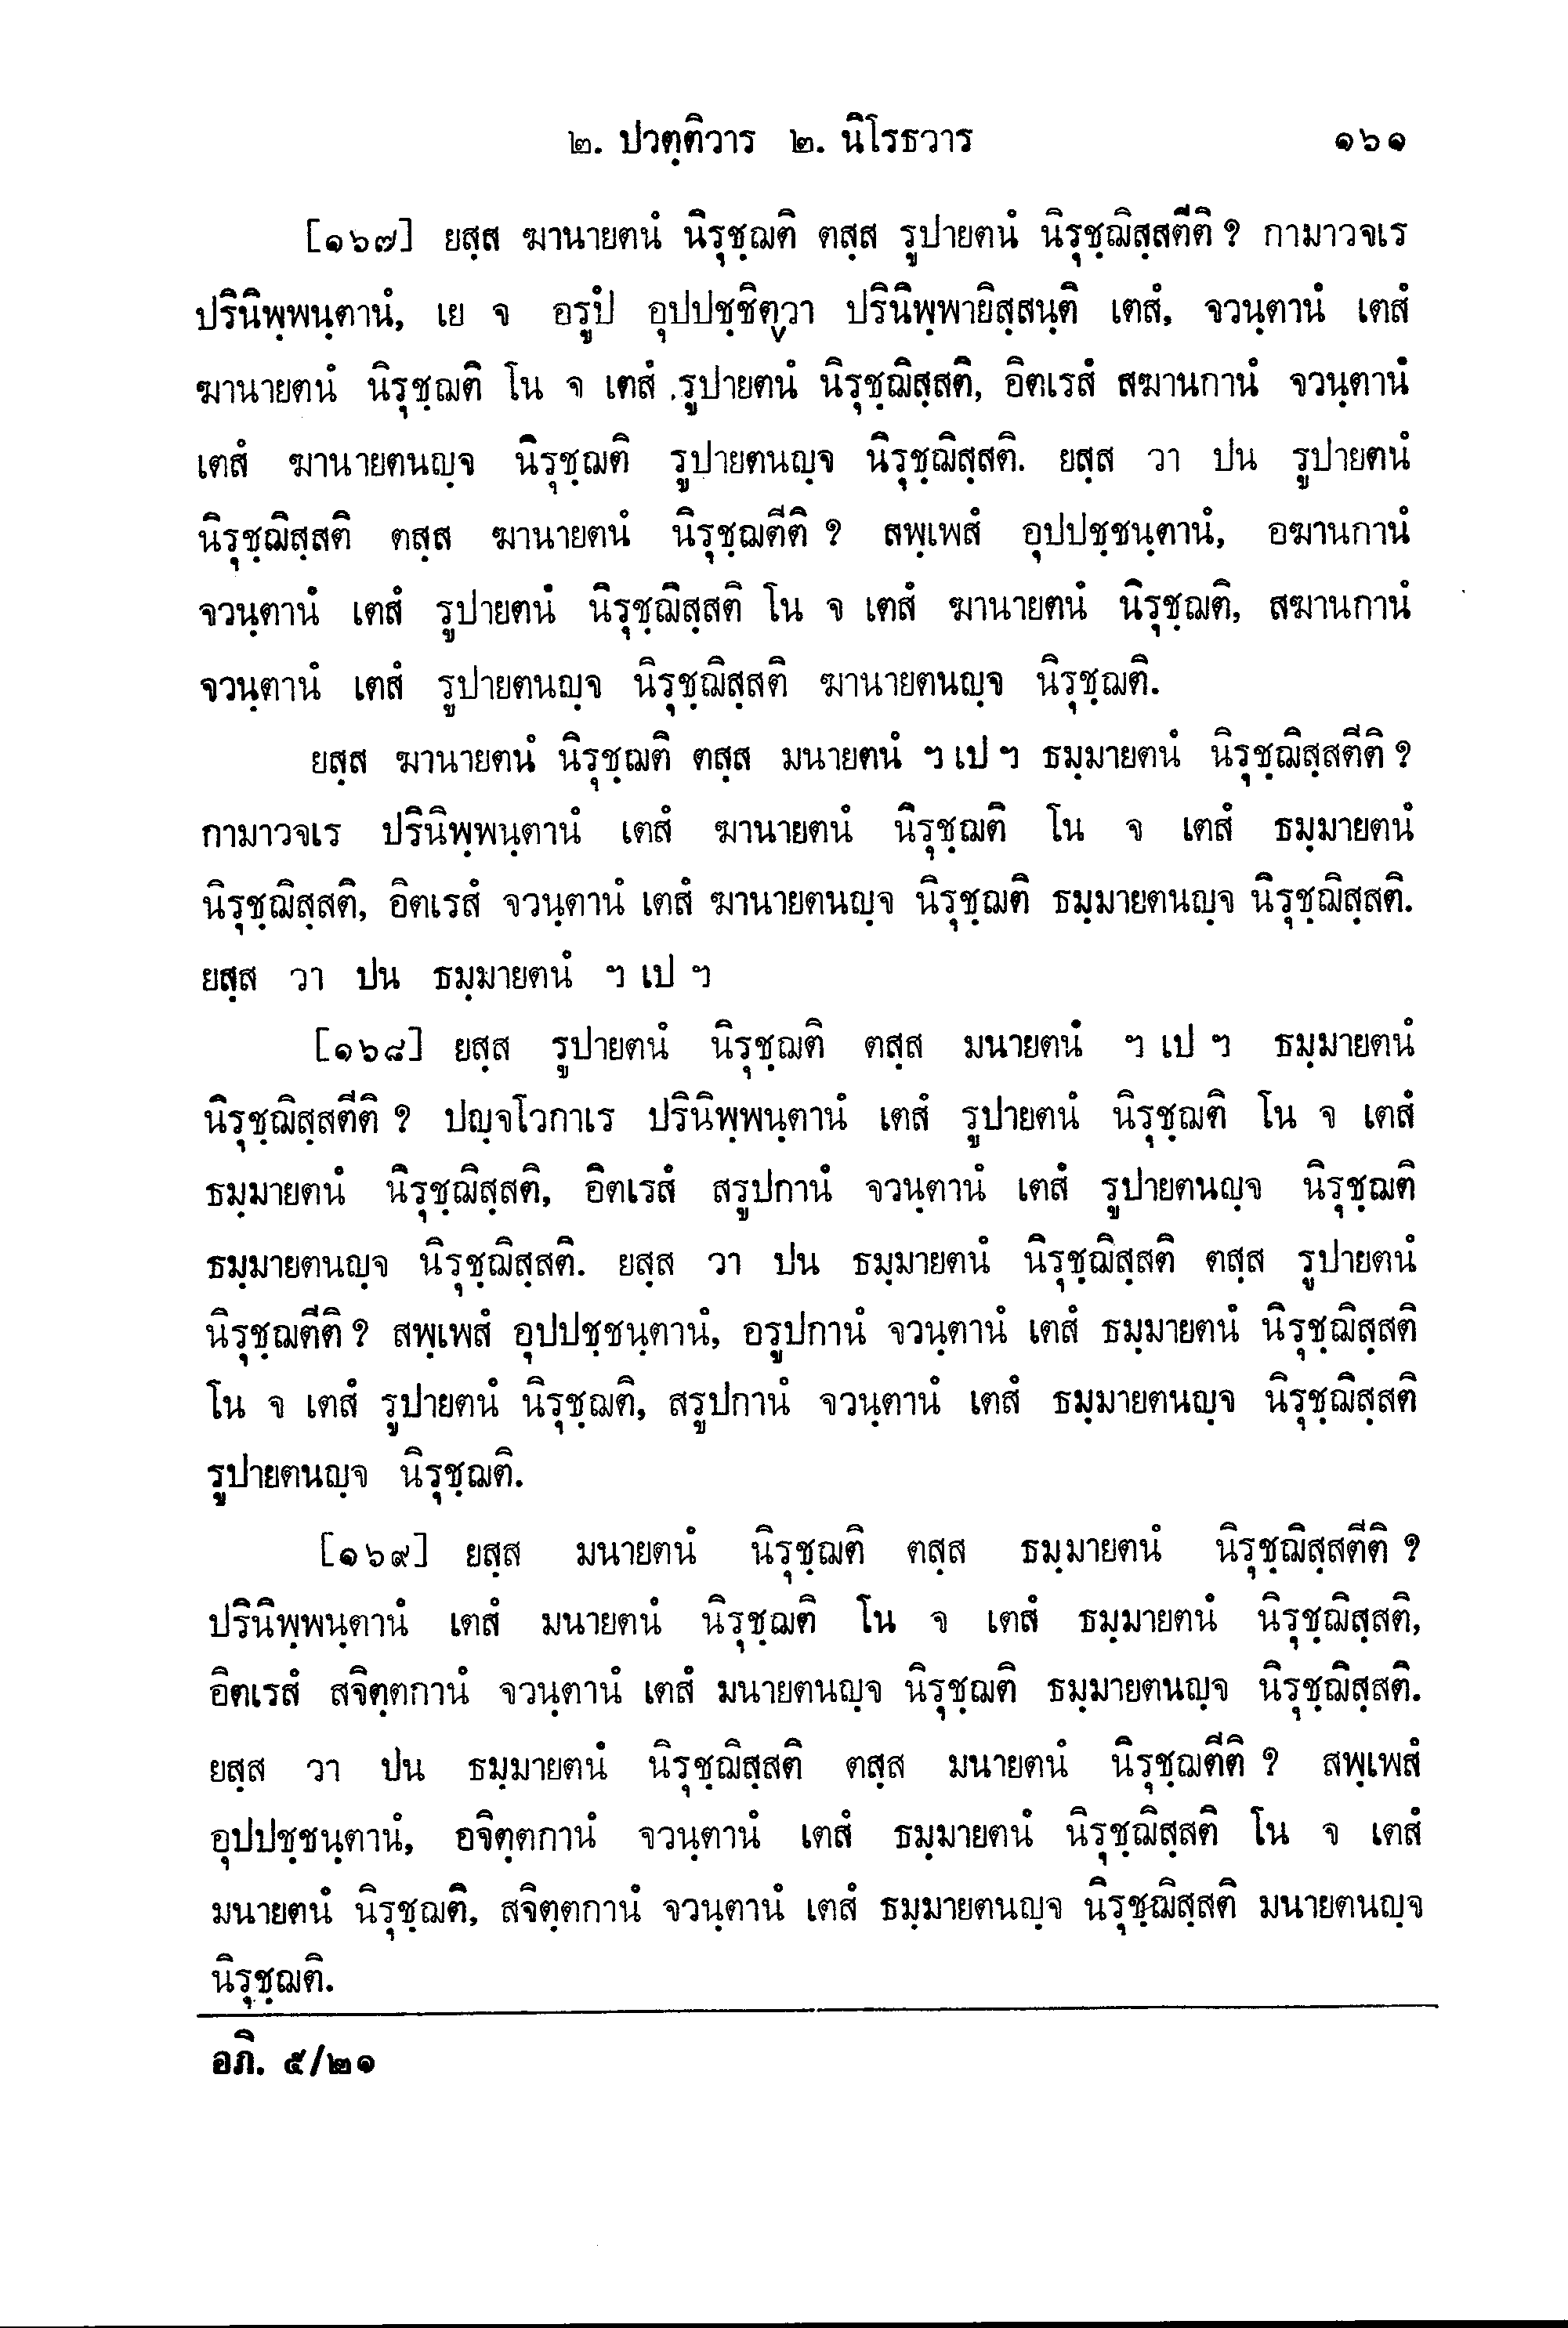 ๒. ปวตฺติวาร ๒. นิโรธวาร ๑๖๑
[๑๖๗] ยสฺส ฆานายตนํ นิรุชฺฌติ ตสฺส รูปายตนํ นิรุชฺฌิสฺสตีติ ? กามาวจเร
ปรินิพฺพนฺตานํ, เย จ อรูปํ อุปปชฺชิตฺวา ปรินิพฺพายิสฺสนฺติ เตสํ, จวนฺตานํ เตสํ
ฆานายตนํ นิรุชฺฌติ โน จ เตสํ รูปายตนํ นิรุชฺฌิสฺสติ, อิตเรสํ สฆานกานํ จวนฺตานํ
เตสํ ฆานายตนญฺจ นิรุชฺฌติ รูปายตนญฺจ นิรุชฺฌิสฺสติ. ยสฺส วา ปน รูปายตนํ
นิรุชฺฌิสฺสติ ตสฺส ฆานายตนํ นิรุชฺฌตีติ ? สพฺเพสํ อุปปชฺชนฺตานํ, อฆานกานํ
จวนฺตานํ เตสํ รูปายตนํ นิรุชฺฌิสฺสติ โน จ เตสํ ฆานายตนํ นิรุชฺฌติ, สฆานกานํ
จวนฺตานํ เตสํ รูปายตนญฺจ นิรุชฺฌิสฺสติ ฆานายตนญฺจ นิรุชฺฌติ.
ยสฺส ฆานายตนํ นิรุชฺฌติ ตสฺส มนายตนํ ฯ เป ฯ ธมฺมายตนํ นิรุชฺฌิสฺสตีติ ?
กามาวจเร ปรินิพฺพนฺตานํ เตสํ ฆานายตนํ นิรุชฺฌติ โน จ เตสํ ธมฺมายตนํ
นิรุชฺฌิสฺสติ, อิตเรสํ จวนฺตานํ เตสํ ฆานายตนญฺจ นิรุชฺฌติ ธมฺมายตนญฺจ นิรุชฺฌิสฺสติ.
ยสฺส วา ปน ธมฺมายตนํ ฯ เป ฯ
[๑๖๘] ยสฺส รูปายตนํ นิรุชฺฌติ ตสฺส มนายตนํ ฯ เป ฯ ธมฺมายตนํ
นิรุชฺฌิสฺสตีติ ? ปญฺจโวกาเร ปรินิพฺพนฺตานํ เตสํ รูปายตนํ นิรุชฺฌติ โน จ เตสํ
ธมฺมายตนํ นิรุชฺฌิสฺสติ, อิตเรสํ สรูปกานํ จวนฺตานํ เตสํ รูปายตนญฺจ นิรุชฺฌติ
ธมฺมายตนญฺจ นิรุชฺฌิสฺสติ. ยสฺส วา ปน ธมฺมายตนํ นิรุชฺฌิสฺสติ ตสฺส รูปายตนํ
นิรุชฺฌตีติ ? สพฺเพสํ อุปปชฺชนฺตานํ, อรูปกานํ จวนฺตานํ เตสํ ธมฺมายตนํ นิรุชฺฌิสฺสติ
โน จ เตสํ รูปายตนํ นิรุชฺฌติ, สรูปกานํ จวนฺตานํ เตสํ ธมฺมายตนญฺจ นิรุชฺฌิสฺสติ
รูปายตนญฺจ นิรุชฺฌติ.
[๑๖๙] ยสฺส มนายตนํ นิรุชฺฌติ ตสฺส ธมฺมายตนํ นิรุชฺฌิสฺสตีติ ?
ปรินิพฺพนฺตานํ เตสํ มนายตนํ นิรุชฺฌติ โน จ เตสํ ธมฺมายตนํ นิรุชฺฌิสฺสติ,
อิตเรสํ สจิตฺตกานํ จวนฺตานํ เตสํ มนายตนญฺจ นิรุชฺฌติ ธมฺมายตนญฺจ นิรุชฺฌิสฺสติ.
ยสฺส วา ปน ธมฺมายตนํ นิรุชฺฌิสฺสติ ตสฺส มนายตนํ นิรุชฺฌตีติ ? สพฺเพสํ
อุปปชฺชนฺตานํ, อจิตฺตกานํ จวนฺตานํ เตสํ ธมฺมายตนํ นิรุชฺฌิสฺสติ โน จ เตสํ
มนายตนํ นิรุชฺฌติ, สจิตฺตกานํ จวนฺตานํ เตสํ ธมฺมายตนญฺจ นิรุชฺฌิสฺสติ มนายตนญฺจ
นิรุชฺฌติ.
อภิ. ๕/๒๑